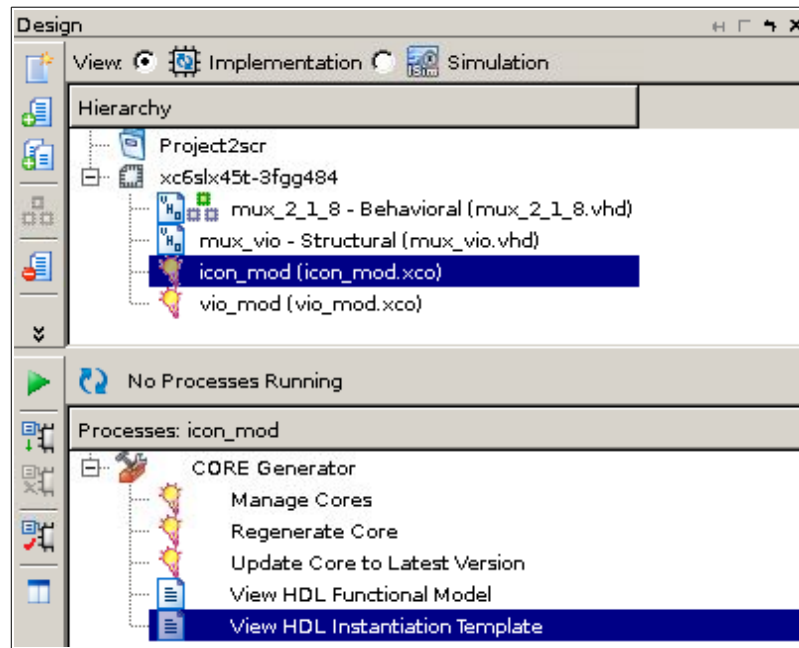 Design
View: Implementation Simulation
Hierarchy
Project2scr
xc6slx45t-3fgg484
mux_2_1_8 - Behavioral (mux_2_1_8.vhd)
mux_vio - Structural (mux_vio.vhd)
icon_mod (icon_mod.xco)
vio_mod (vio_mod.xco)
No Processes Running
Processes: icon_mod
CORE Generator
Manage Cores
Regenerate Core
Update Core to Latest Version
View HDL Functional Model
View HDL Instantiation Template